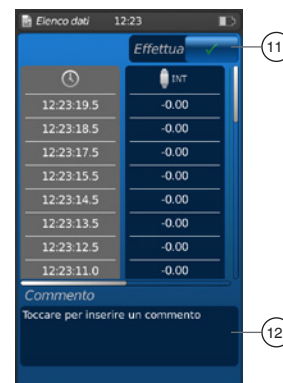 Elenco dati 12:23
Effettua
11
INT
12:23:19.5 -0.00
12:23:18.5 -0.00
12:23:17.5 -0.00
12:23:15.5 -0.00
12:23:14.5 -0.00
12:23:13.5 -0.00
12:23:12.5 -0.00
12:23:11.0 -0.00
Commento
Toccare per inserire un commento
12